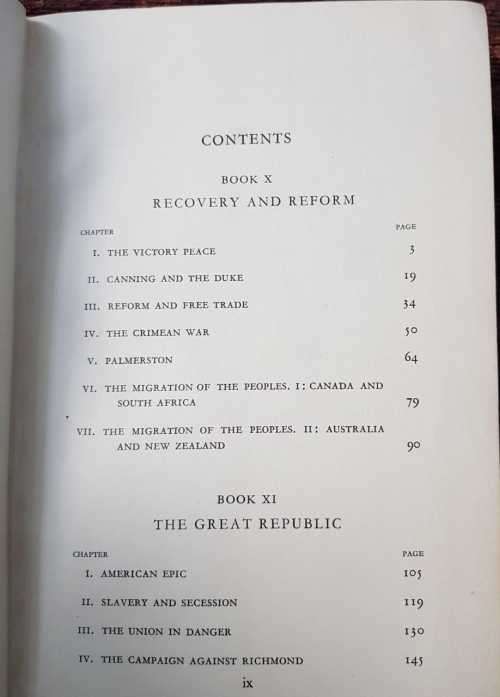 CONTENTS
BOOK X
RECOVERY AND REFORM
CHAPTER PAGE
I. THE VICTORY PEACE 3
II. CANNING AND THE DUKE 19
III. REFORM AND FREE TRADE 34
IV. THE CRIMEAN WAR 50
V. PALMERSTON 64
VI. THE MIGRATION OF THE PEOPLES. I: CANADA AND
SOUTH AFRICA 79
VII. THE MIGRATION OF THE PEOPLES. II: AUSTRALIA
AND NEW ZEALAND 90
BOOK XI
THE GREAT REPUBLIC
CHAPTER PAGE
I. AMERICAN EPIC 105
II. SLAVERY AND SECESSION 119
III. THE UNION IN DANGER 130
IV. THE CAMPAIGN AGAINST RICHMOND 145
ix